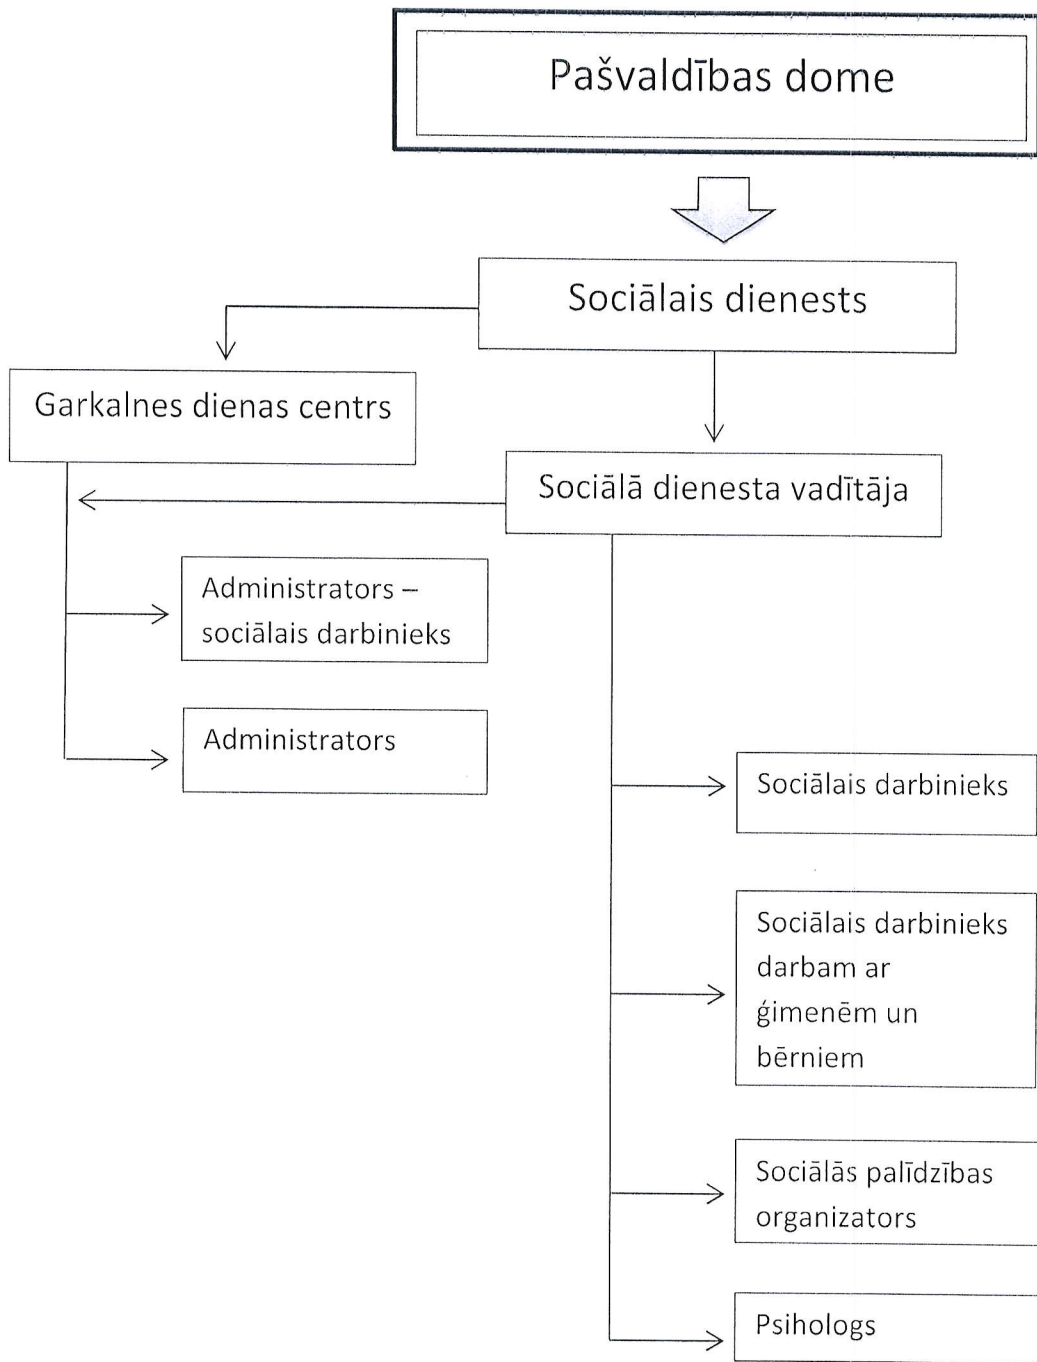 Pašvaldības dome
Sociālais dienests
Garkalnes dienas centrs
Sociālā dienesta vadītāja
Administrators –
sociālais darbinieks
Administrators
Sociālais darbinieks
Sociālais darbinieks
darbam ar
ģimenēm un
bērniem
Sociālās palīdzības
organizators
Psihologs